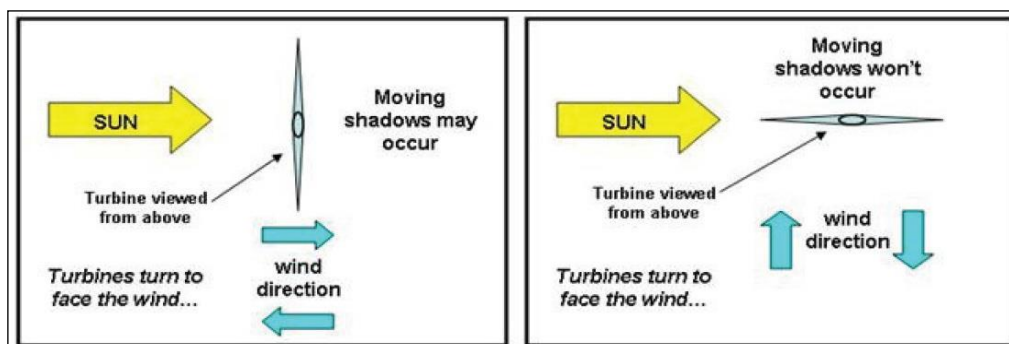 SUN
Moving
shadows may
occur
Turbine viewed
from above
wind
direction
Turbines turn to
face the wind...
Moving
shadows won't
occur
SUN
Turbine viewed
from above
wind
direction
Turbines turn to
face the wind...